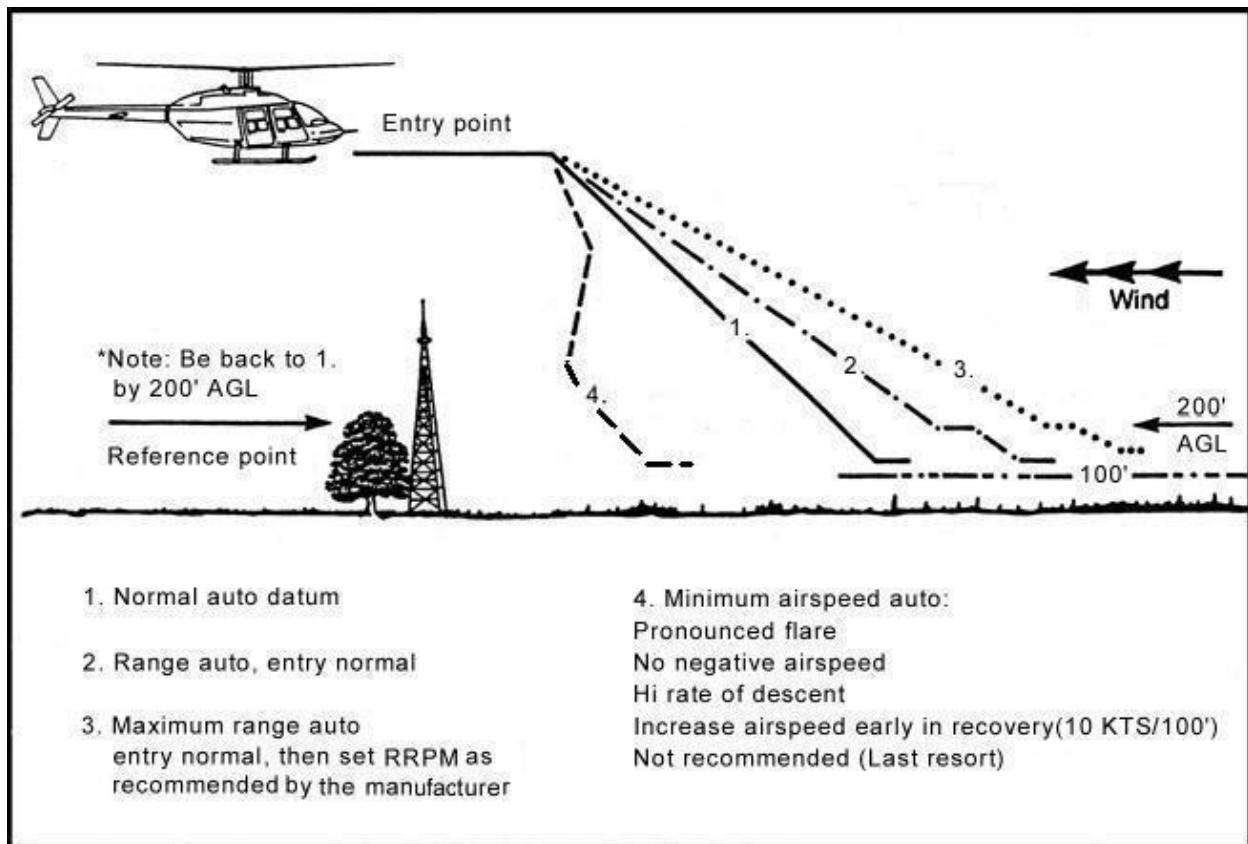 Entry point
Wind
1.
2.
3.
4.
*Note: Be back to 1.
by 200' AGL
Reference point
200'
AGL
100'
1. Normal auto datum
2. Range auto, entry normal
3. Maximum range auto
entry normal, then set RRPM as
recommended by the manufacturer
4. Minimum airspeed auto:
Pronounced flare
No negative airspeed
Hi rate of descent
Increase airspeed early in recovery(10 KTS/100')
Not recommended (Last resort)